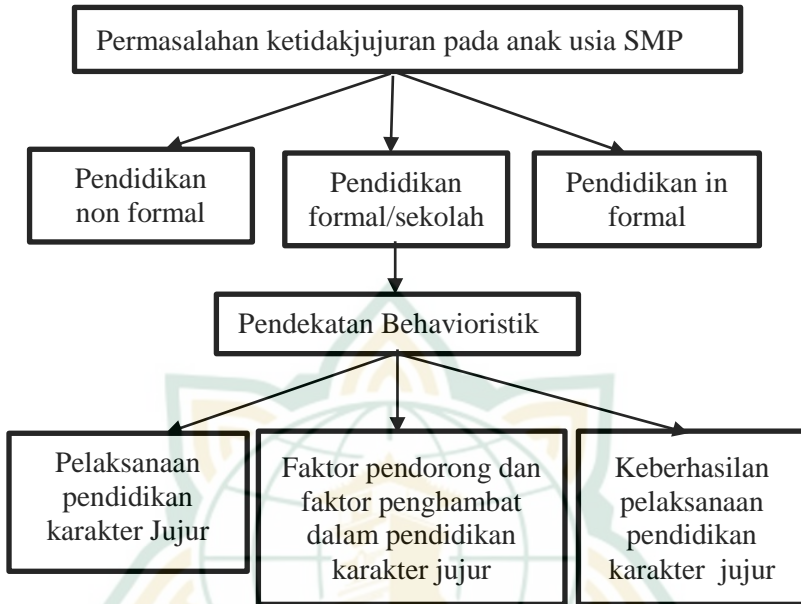 Permasalahan ketidakjujuran pada anak usia SMP
Pendidikan
non formal
Pendidikan
formal/sekolah
Pendidikan in
formal
Pendekatan Behavioristik
Pelaksanaan
pendidikan
karakter Jujur
Faktor pendorong dan
faktor penghambat
dalam pendidikan
karakter jujur
Keberhasilan
pelaksanaan
pendidikan
karakter jujur